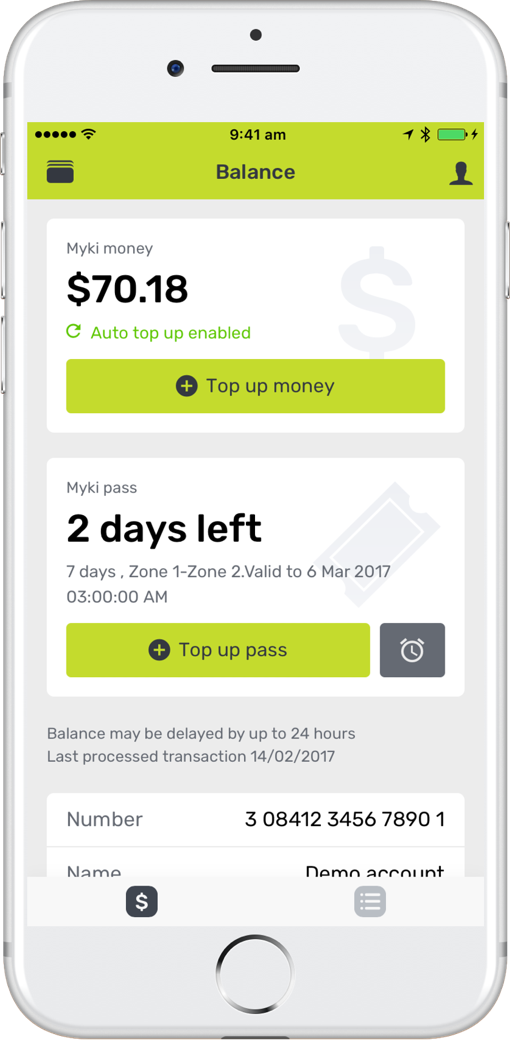 9:41 am
Balance
Myki money
$70.18
Auto top up enabled
Top up money
Myki pass
2 days left
7 days , Zone 1-Zone 2.Valid to 6 Mar 2017
03:00:00 AM
Top up pass
Balance may be delayed by up to 24 hours
Last processed transaction 14/02/2017
Number 3 08412 3456 7890 1
Name Demo account